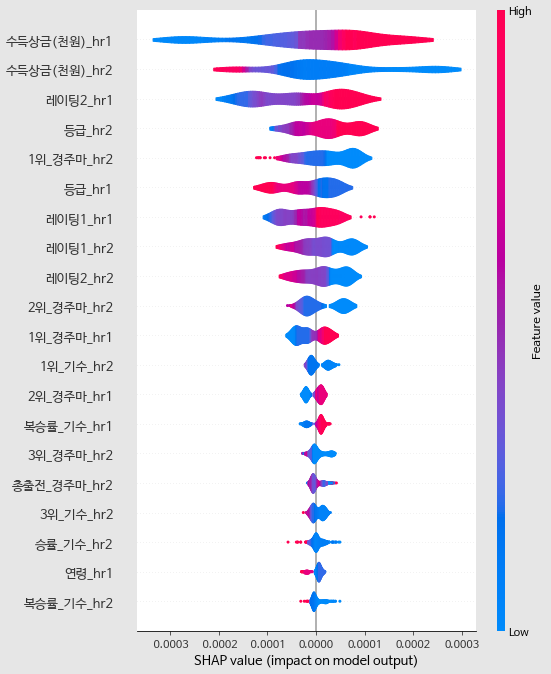 High
수득상금(천원)_hr1
수득상금(천원)_hr2
레이팅2_hr1
등급_hr2
1위_경주마_hr2
등급_hr1
레이팅1_hr1
레이팅1_hr2
레이팅2_hr2
2위_경주마_hr2
1위_경주마_hr1
1위_기수_hr2
2위_경주마_hr1
복승률_기수_hr1
3위_경주마_hr2
총출전_경주마_hr2
3위_기수_hr2
승률_기수_hr2
연령_hr1
복승률_기수_hr2
Feature value
Low
0.0003 0.0002 0.0001 0.0000 0.0001 0.0002 0.0003
SHAP value (impact on model output)